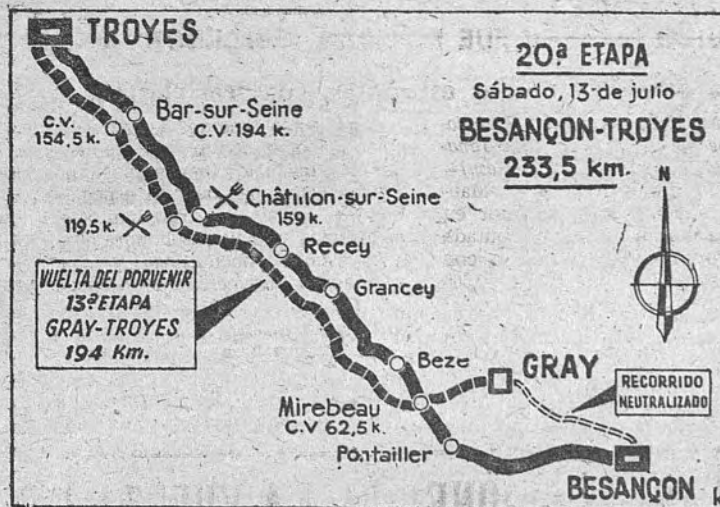 TROYES
20ª ETAPA
Sábado, 13 de julio
BESANÇON-TROYES
233,5 km.
Bar-sur-Seine
C.V. 194 k.
C.V.
154,5 k.
N
Châtillon-sur-Seine
159 k.
119,5 k.
Recey
VUELTA DEL PORVENIR
13ª ETAPA
GRAY-TROYES
194 Km.
Grancey
Beze
GRAY
RECORRIDO
NEUTRALIZADO
Mirebeau
C.V 62,5 k.
Pontailler
BESANÇON